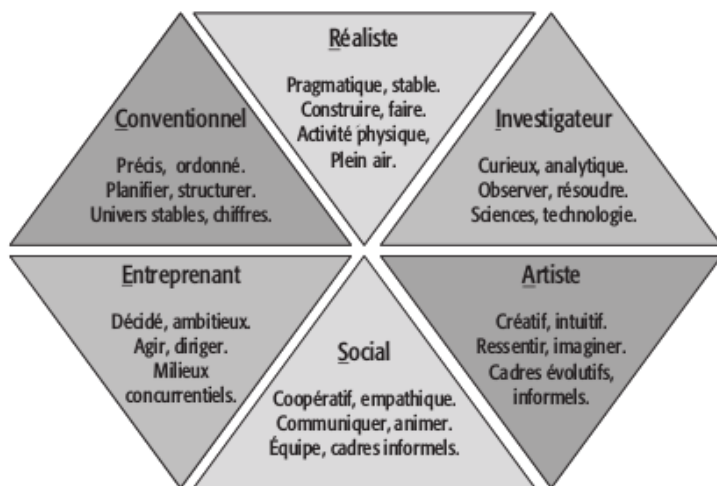 Réaliste
Pragmatique, stable.
Construire, faire.
Activité physique,
Plein air.
Conventionnel
Précis, ordonné.
Planifier, structurer.
Univers stables, chiffres.
Investigateur
Curieux, analytique.
Observer, résoudre.
Sciences, technologie.
Entreprenant
Décidé, ambitieux.
Agir, diriger.
Milieux
concurrentiels.
Social
Coopératif, empathique.
Communiquer, animer.
Équipe, cadres informels.
Artiste
Créatif, intuitif.
Ressentir, imaginer.
Cadres évolutifs,
informels.